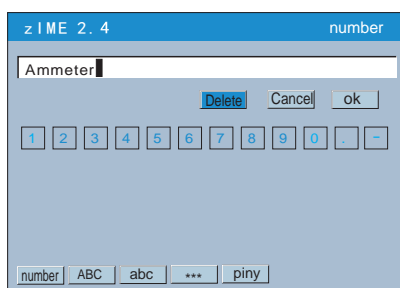 zIME 2.4 number
Ammeter
Delete Cancel ok
1 2 3 4 5 6 7 8 9 0 . -
number ABC abc *** piny